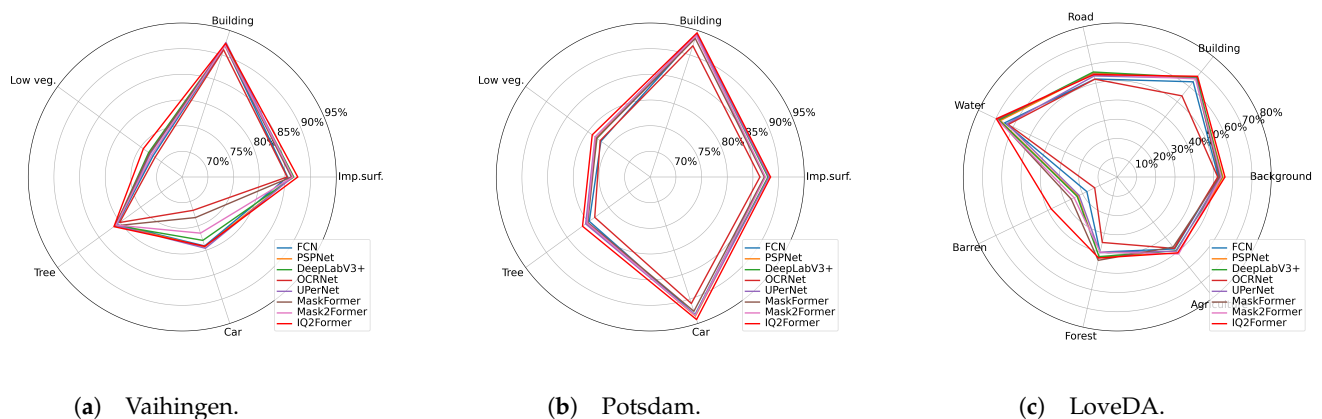 Building
Low veg.
95%
90%
85%
80%
75%
70%
Imp.surf.
Tree
Car
FCN
PSPNet
DeepLabV3+
OCRNet
UPerNet
MaskFormer
Mask2Former
IQ2Former
(a) Vaihingen.
Building
Low veg.
95%
90%
85%
80%
75%
70%
Imp.surf.
Tree
Car
FCN
PSPNet
DeepLabV3+
OCRNet
UPerNet
MaskFormer
Mask2Former
IQ2Former
(b) Potsdam.
Road
Building
Water
80%
70%
60%
40%
30%
20%
10%
Background
Barren
Forest
FCN
PSPNet
DeepLabV3+
OCRNet
UPerNet
MaskFormer
Mask2Former
IQ2Former
(c) LoveDA.